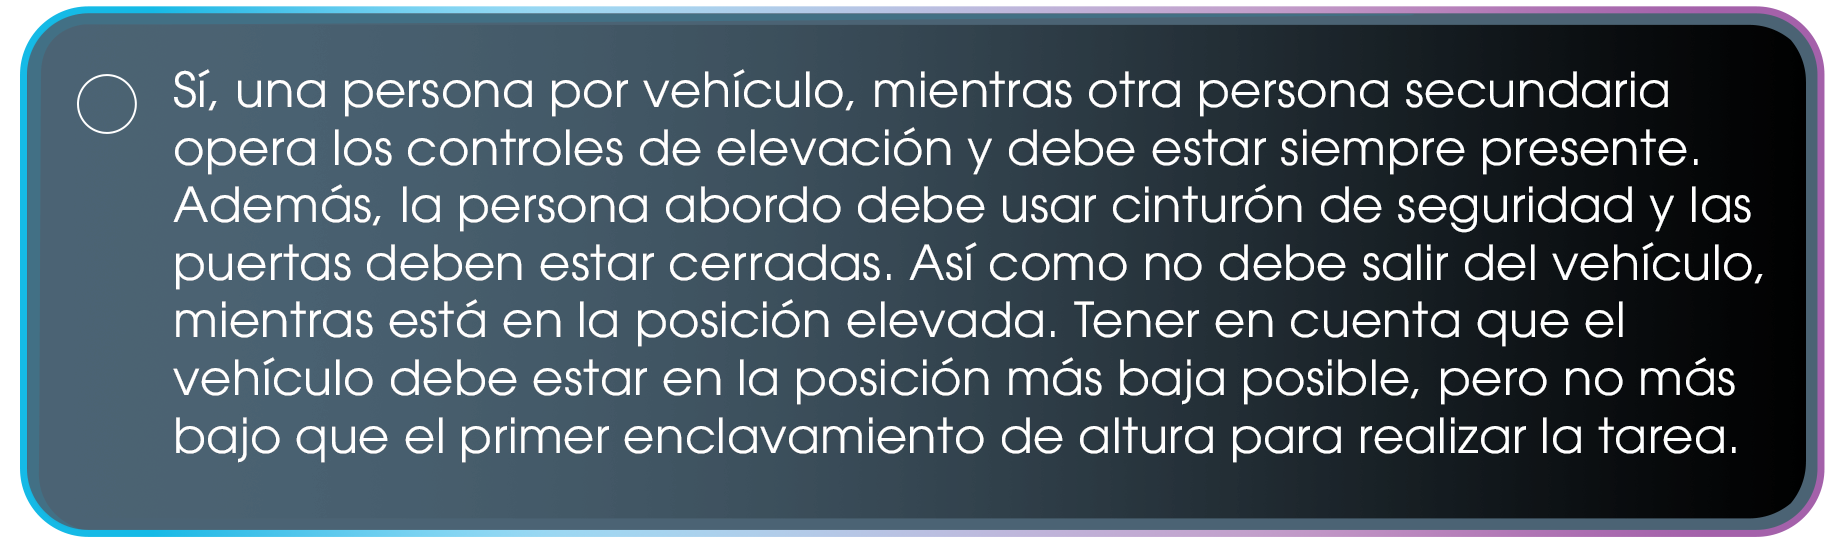 Sí, una persona por vehículo, mientras otra persona secundaria
opera los controles de elevación y debe estar siempre presente.
Además, la persona abordo debe usar cinturón de seguridad y las
puertas deben estar cerradas. Así como no debe salir del vehículo,
mientras está en la posición elevada. Tener en cuenta que el
vehículo debe estar en la posición más baja posible, pero no más
bajo que el primer enclavamiento de altura para realizar la tarea.